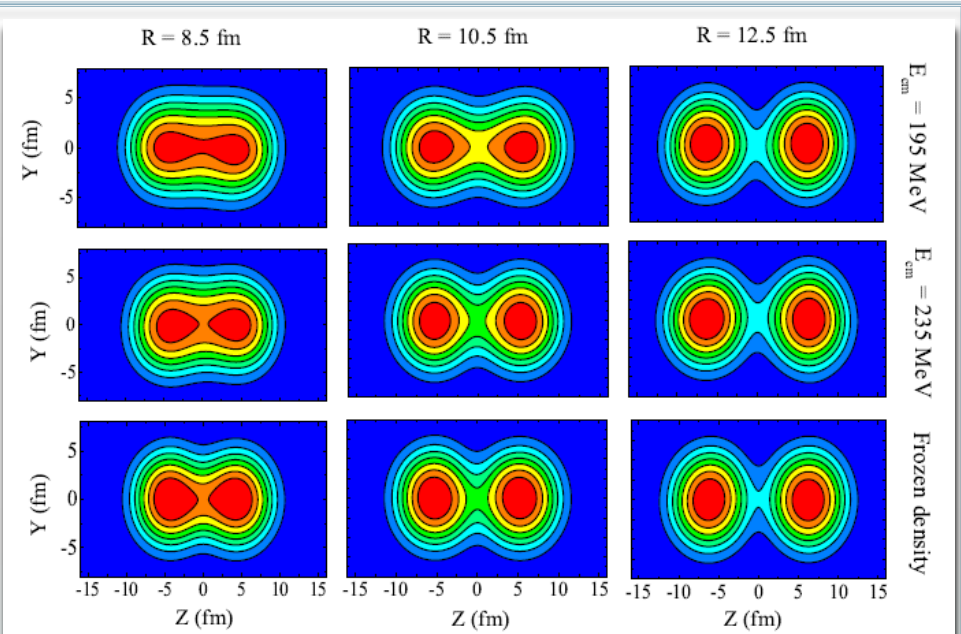 R = 8.5 fm
R = 10.5 fm
R = 12.5 fm
5
0
-5
Y (fm)
E_cm = 195 MeV
5
0
-5
Y (fm)
E_cm = 235 MeV
5
0
-5
Y (fm)
Frozen density
-15 -10 -5 0 5 10 15
-15 -10 -5 0 5 10 15
-15 -10 -5 0 5 10 15
Z (fm)
Z (fm)
Z (fm)